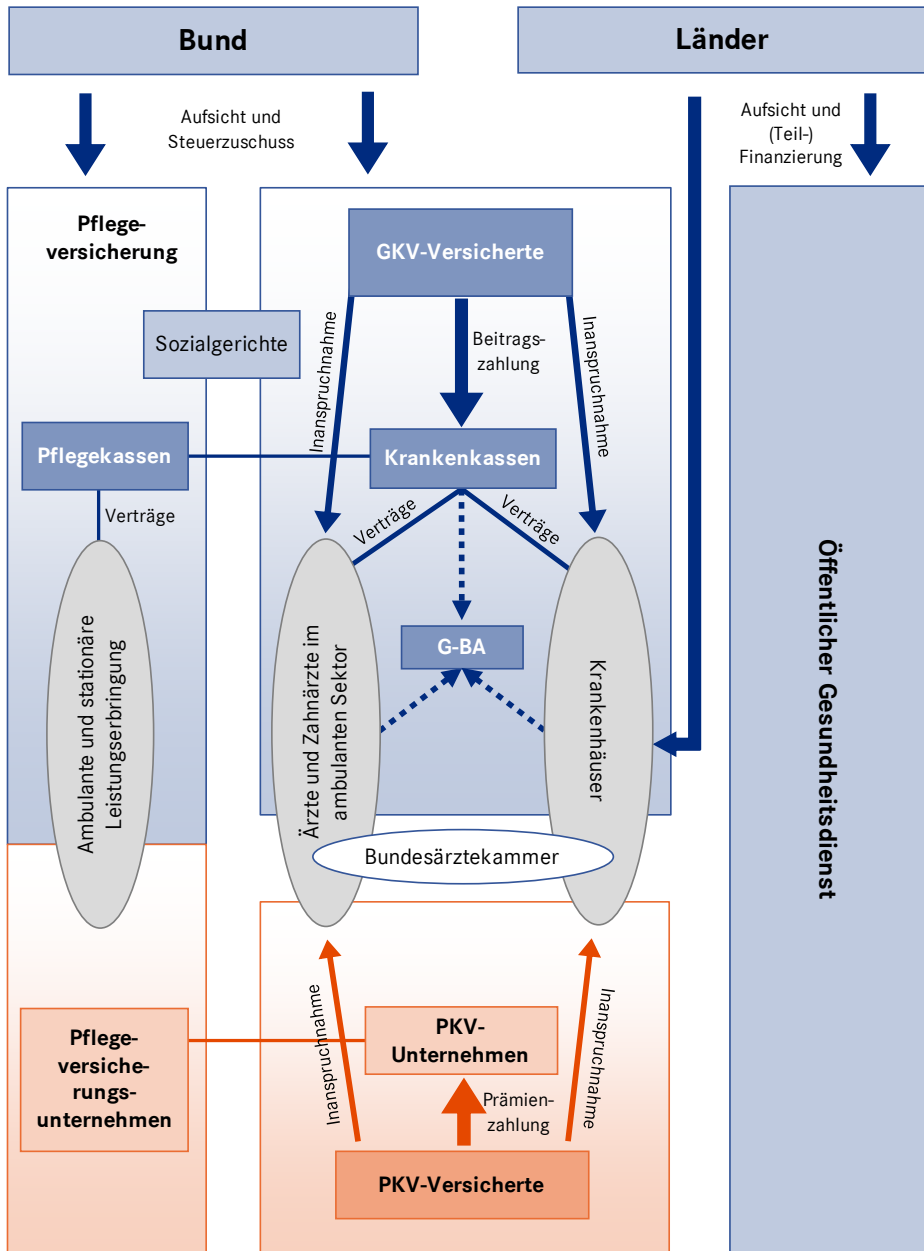 Bund
Länder
Aufsicht und
Steuerzuschuss
Aufsicht und
(Teil-)
Finanzierung
Pflege-
versicherung
GKV-Versicherte
Sozialgerichte
Inanspruchnahme
Beitrags-
zahlung
Inanspruchnahme
Pflegekassen
Krankenkassen
Verträge
Verträge
Verträge
Ambulante und stationäre
Leistungserbringung
Ärzte und Zahnärzte im
ambulanten Sektor
G-BA
Krankenhäuser
Öffentlicher Gesundheitsdienst
Bundesärztekammer
Inanspruchnahme
Inanspruchnahme
Pflege-
versiche-
rungs-
unternehmen
PKV-
Unternehmen
Prämien-
zahlung
PKV-Versicherte